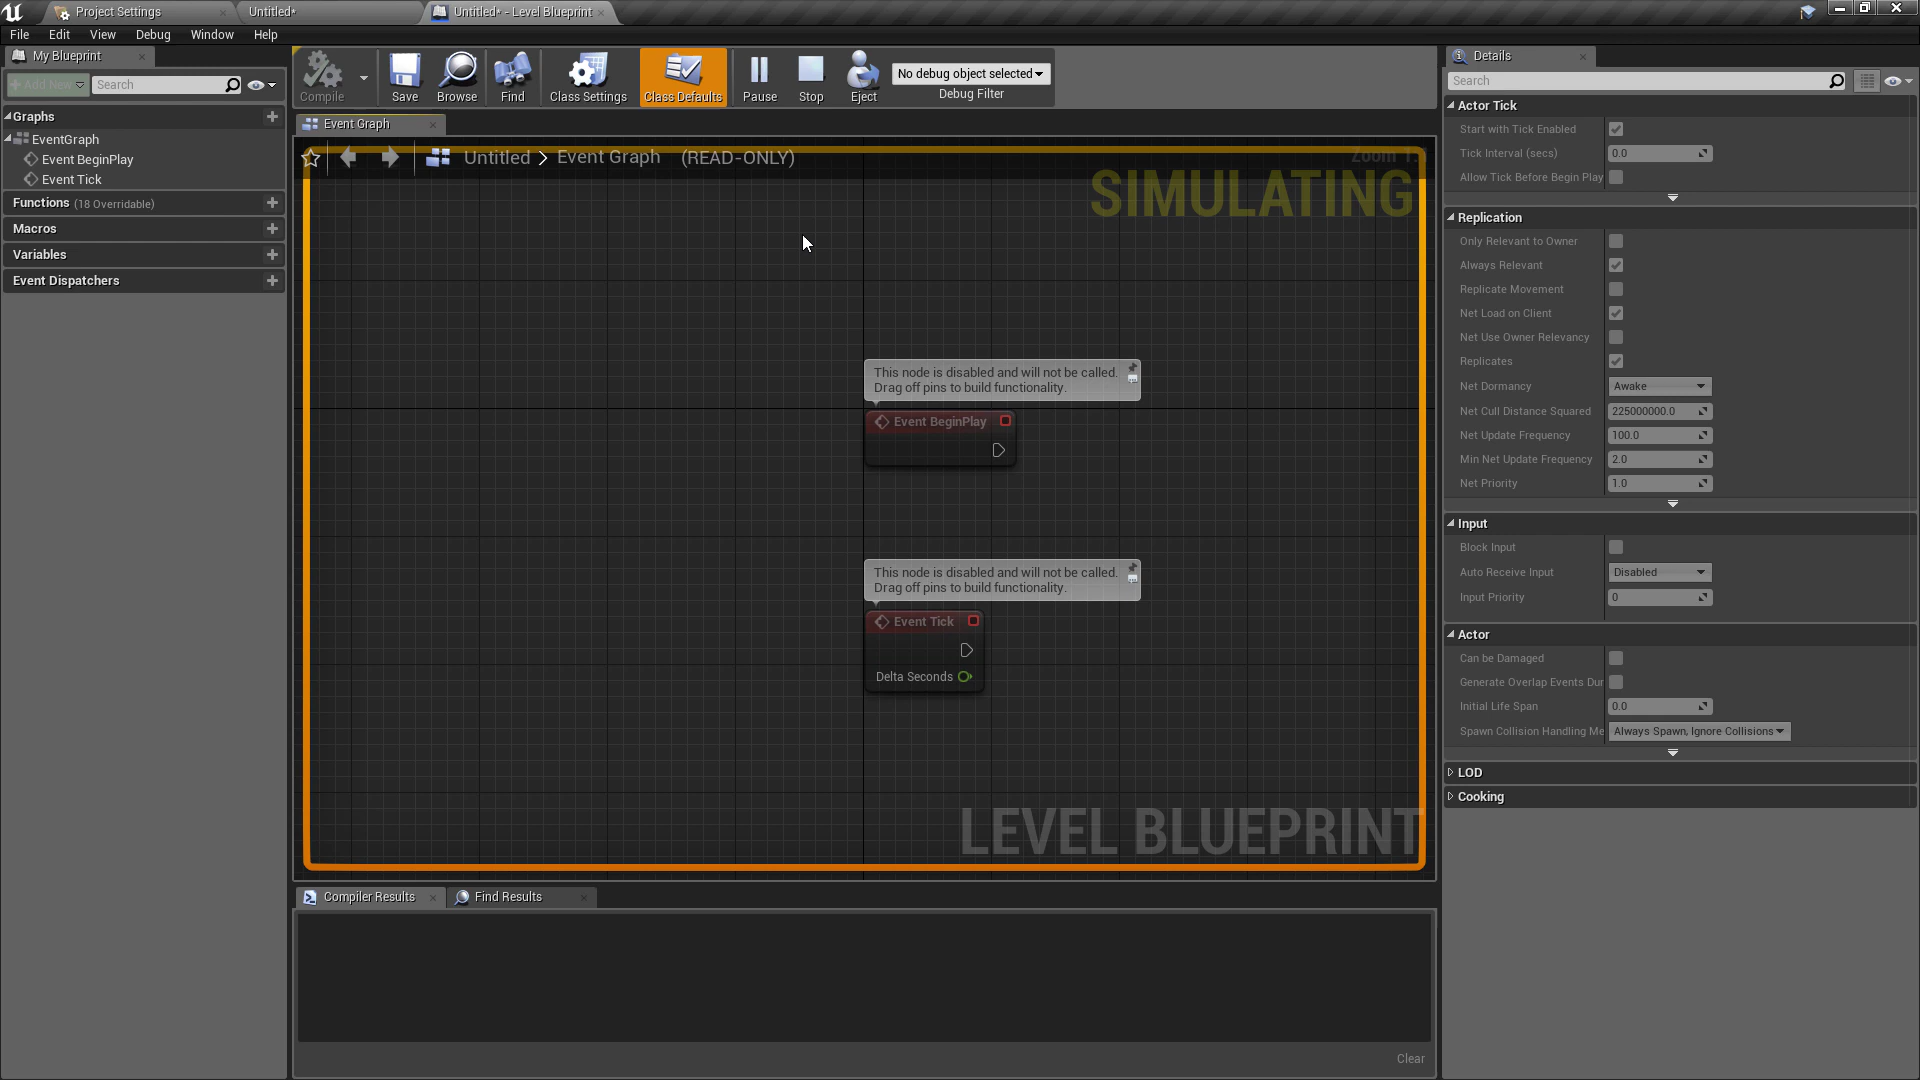 Project Settings
Untitled*
Untitled* - Level Blueprint
File Edit View Debug Window Help
My Blueprint
Add New
Search
Graphs
EventGraph
Event BeginPlay
Event Tick
Functions (18 Overridable)
Macros
Variables
Event Dispatchers
Compile
Save
Browse
Find
Class Settings
Class Defaults
Pause
Stop
Eject
No debug object selected
Debug Filter
Event Graph
Untitled > Event Graph (READ-ONLY)
Zoom 1:
SIMULATING
This node is disabled and will not be called.
Drag off pins to build functionality.
Event BeginPlay
This node is disabled and will not be called.
Drag off pins to build functionality.
Event Tick
Delta Seconds
LEVEL BLUEPRINT
Compiler Results
Find Results
Clear
Details
Search
Actor Tick
Start with Tick Enabled
Tick Interval (secs) 0.0
Allow Tick Before Begin Play
Replication
Only Relevant to Owner
Always Relevant
Replicate Movement
Net Load on Client
Net Use Owner Relevancy
Replicates
Net Dormancy Awake
Net Cull Distance Squared 225000000.0
Net Update Frequency 100.0
Min Net Update Frequency 2.0
Net Priority 1.0
Input
Block Input
Auto Receive Input Disabled
Input Priority 0
Actor
Can be Damaged
Generate Overlap Events Dur
Initial Life Span 0.0
Spawn Collision Handling Me Always Spawn, Ignore Collisions
LOD
Cooking